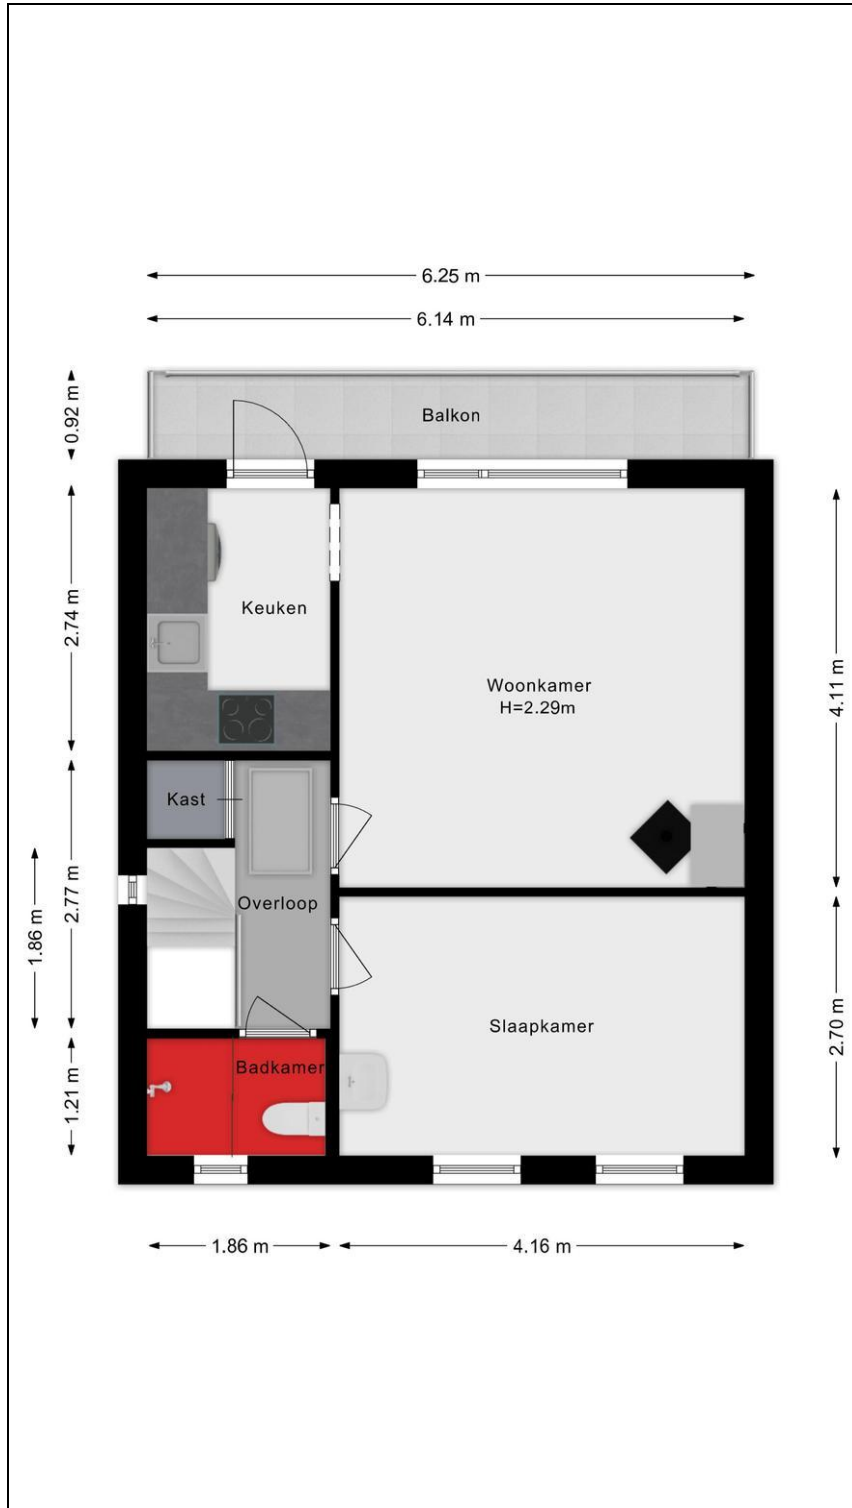 6.25 m
6.14 m
0.92 m
Balkon
2.74 m
Keuken
Woonkamer
H=2.29m
4.11 m
Kast
2.77 m
1.86 m
Overloop
Slaapkamer
2.70 m
Badkamer
1.21 m
1.86 m
4.16 m